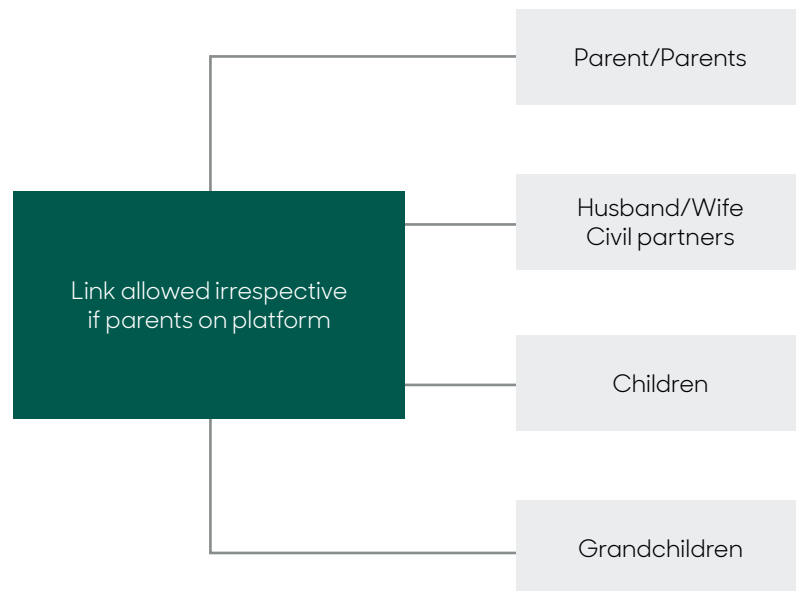 Parent/Parents
Husband/Wife
Civil partners
Link allowed irrespective
if parents on platform
Children
Grandchildren